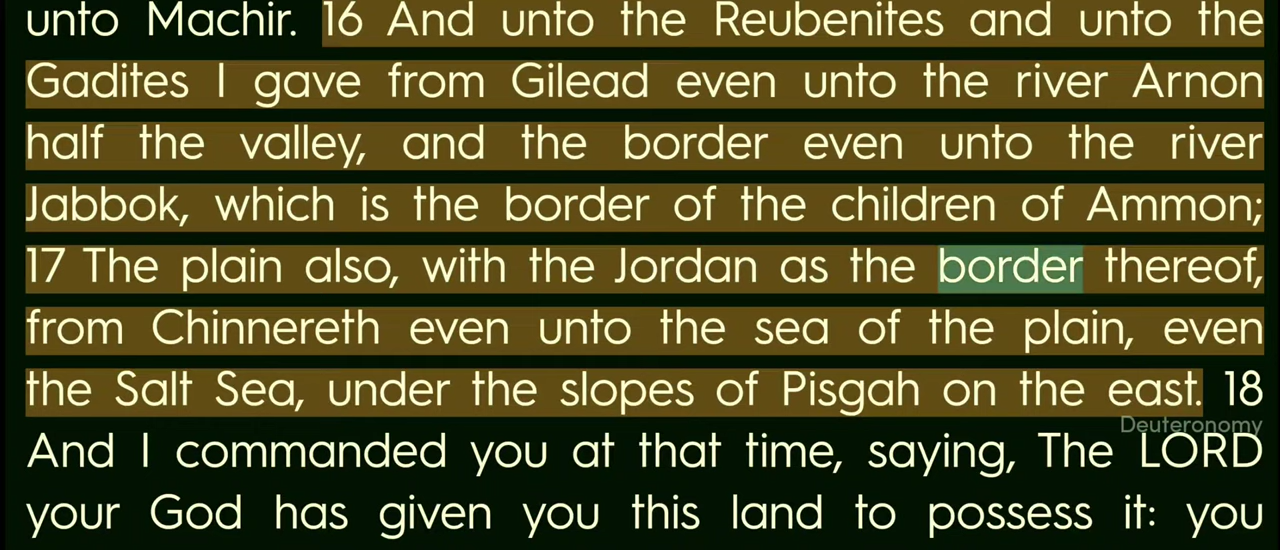 unto Machir. 16 And unto the Reubenites and unto the
Gadites I gave from Gilead even unto the river Arnon
half the valley, and the border even unto the river
Jabbok, which is the border of the children of Ammon;
17 The plain also, with the Jordan as the border thereof,
from Chinnereth even unto the sea of the plain, even
the Salt Sea, under the slopes of Pisgah on the east. 18
Deuteronomy
And I commanded you at that time, saying, The LORD
your God has given you this land to possess it: you